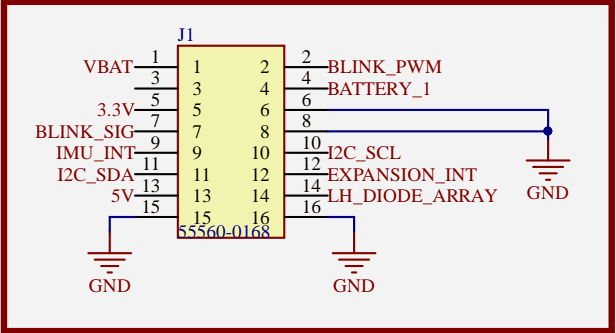 J1
1 1 2 2
VBAT BLINK_PWM
3 3 4 4
BATTERY_1
5 5 6 6
3.3V
7 7 8 8
BLINK_SIG
9 9 10 10
IMU_INT I2C_SCL
11 11 12 12
I2C_SDA EXPANSION_INT
13 13 14 14
5V LH_DIODE_ARRAY
15 15 16 16
55560-0168
GND
GND
GND